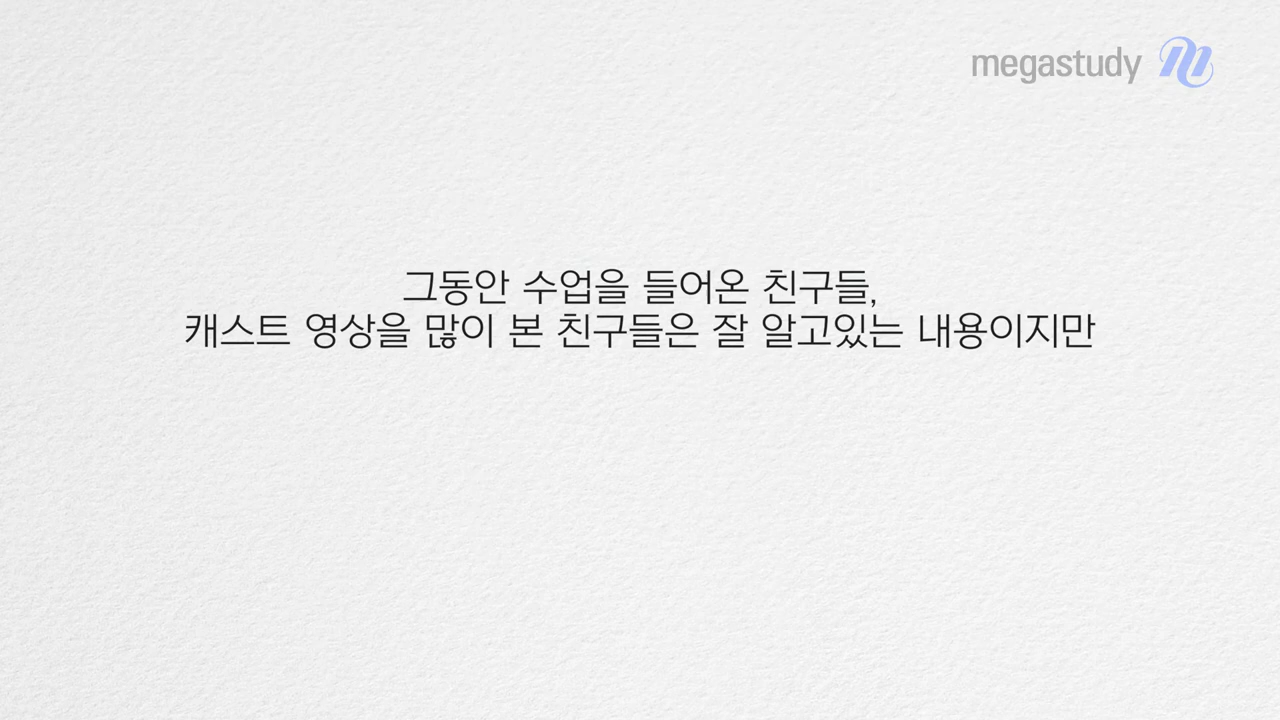 megastudy
그동안 수업을 들어온 친구들,
캐스트 영상을 많이 본 친구들은 잘 알고있는 내용이지만